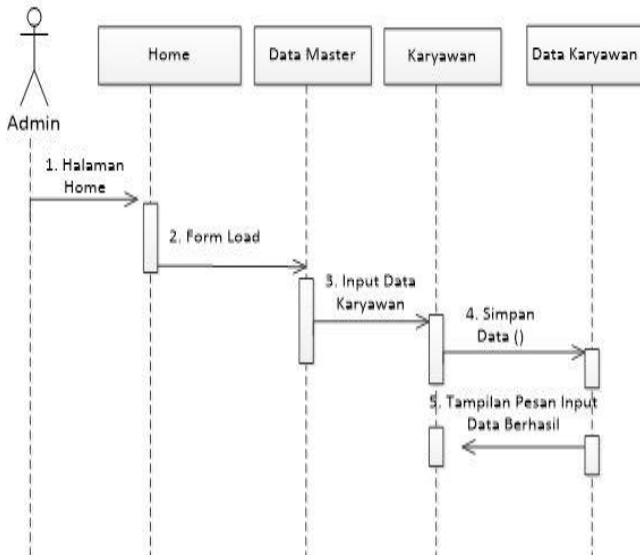 Home
Data Master
Karyawan
Data Karyawan
Admin
1. Halaman
Home
2. Form Load
3. Input Data
Karyawan
4. Simpan
Data ()
5. Tampilan Pesan Input
Data Berhasil